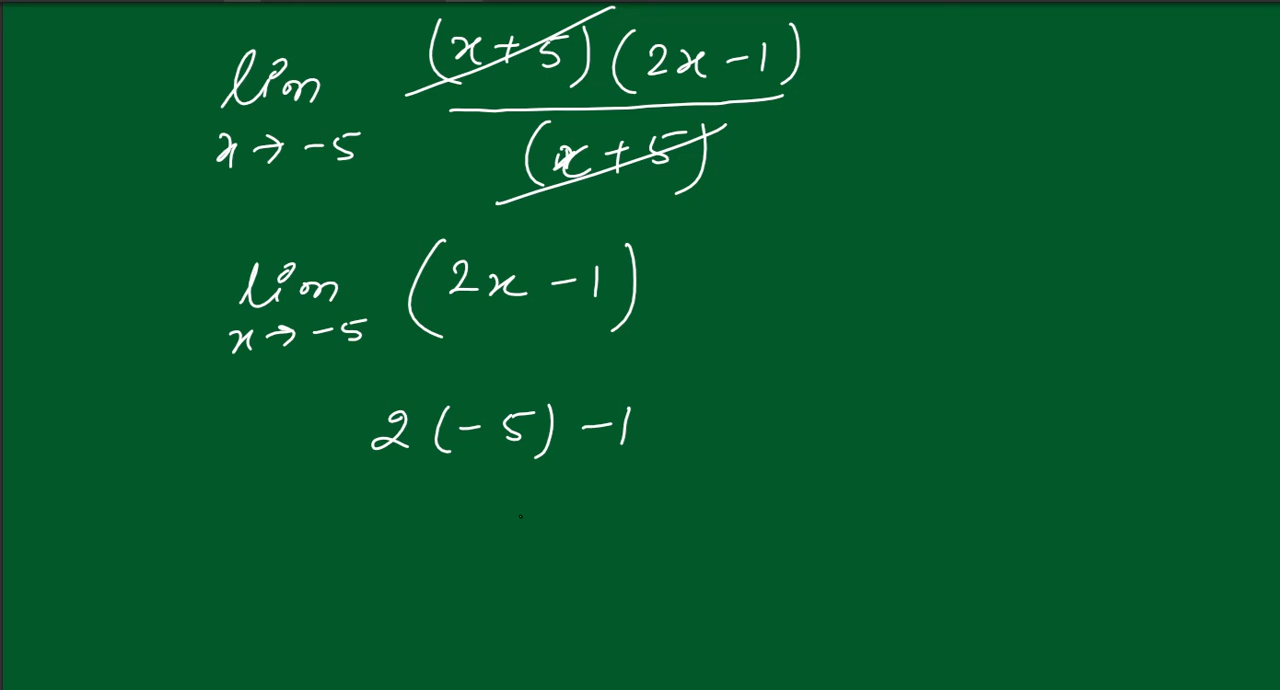 lim x→-5 (x+5)(2x-1) / (x+5)
lim x→-5 (2x-1)
2(-5)-1